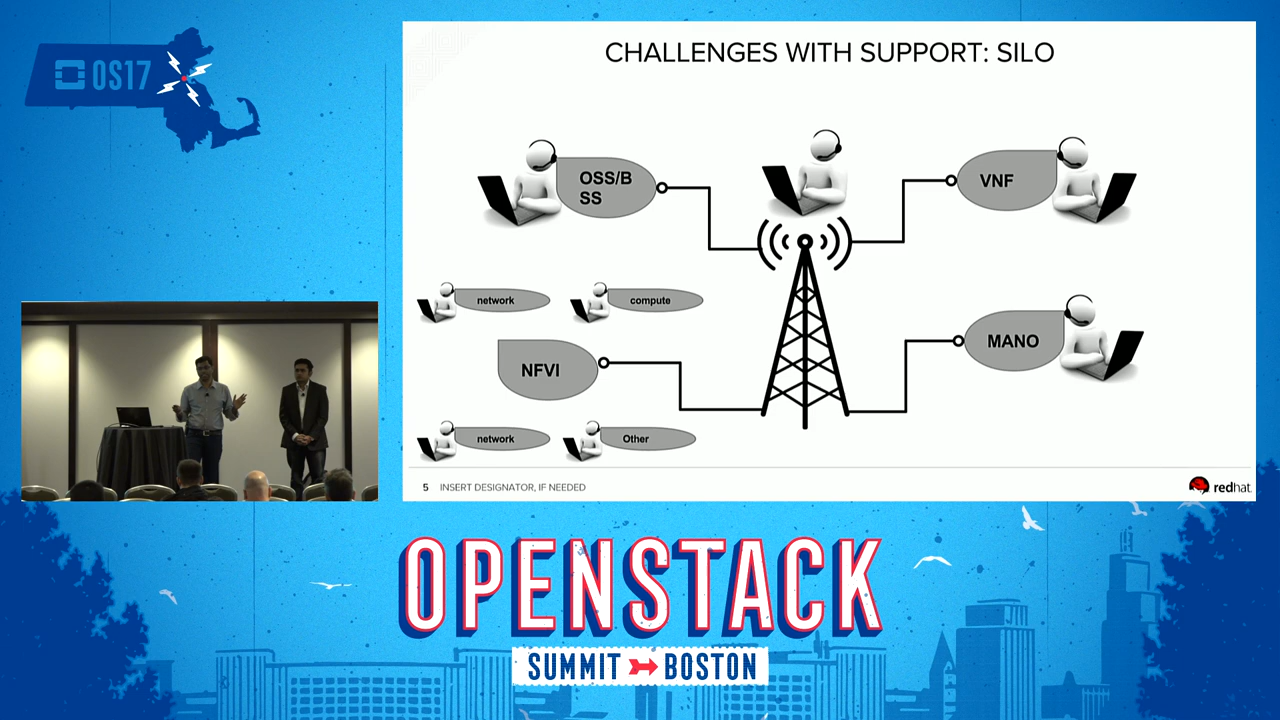 OS17
CHALLENGES WITH SUPPORT: SILO
OSS/B
SS
VNF
network
compute
NFVI
MANO
network
Other
5 INSERT DESIGNATOR, IF NEEDED
redhat.
OPENSTACK
SUMMIT BOSTON